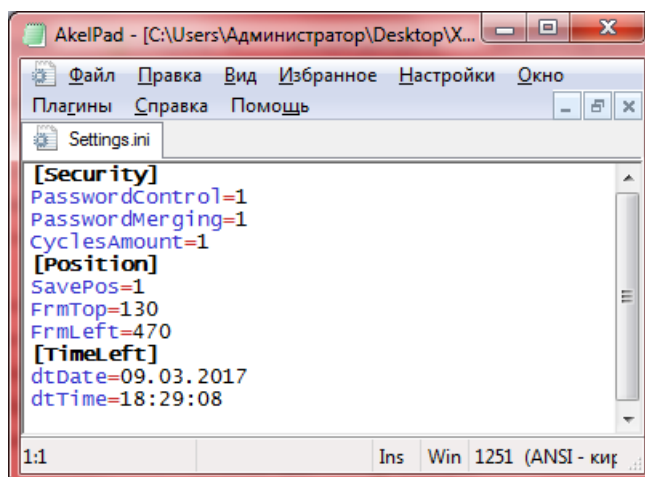 AkelPad - [C:\Users\Администратор\Desktop\X...
Файл Правка Вид Избранное Настройки Окно
Плагины Справка Помощь
Settings.ini
[Security]
PasswordControl=1
PasswordMerging=1
CyclesAmount=1
[Position]
SavePos=1
FrmTop=130
FrmLeft=470
[TimeLeft]
dtDate=09.03.2017
dtTime=18:29:08
1:1 Ins Win 1251 (ANSI - кир